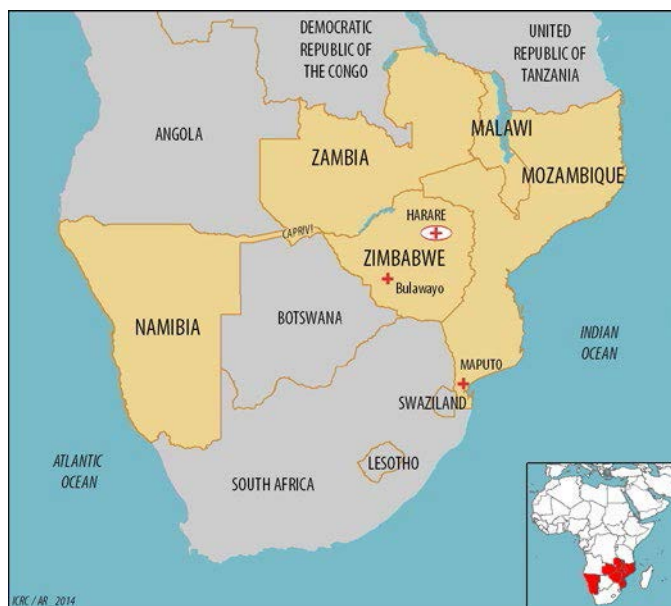 DEMOCRATIC
REPUBLIC OF
THE CONGO
UNITED
REPUBLIC OF
TANZANIA
ANGOLA
MALAWI
ZAMBIA
MOZAMBIQUE
HARARE
CAPRIVI
ZIMBABWE
Bulawayo
NAMIBIA
BOTSWANA
INDIAN
OCEAN
MAPUTO
SWAZILAND
ATLANTIC
OCEAN
LESOTHO
SOUTH AFRICA
ICRC / AR 2014